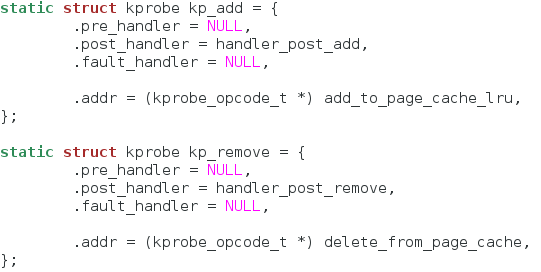 static struct kprobe kp_add = {
        .pre_handler = NULL,
        .post_handler = handler_post_add,
        .fault_handler = NULL,

        .addr = (kprobe_opcode_t *) add_to_page_cache_lru,
};

static struct kprobe kp_remove = {
        .pre_handler = NULL,
        .post_handler = handler_post_remove,
        .fault_handler = NULL,

        .addr = (kprobe_opcode_t *) delete_from_page_cache,
};